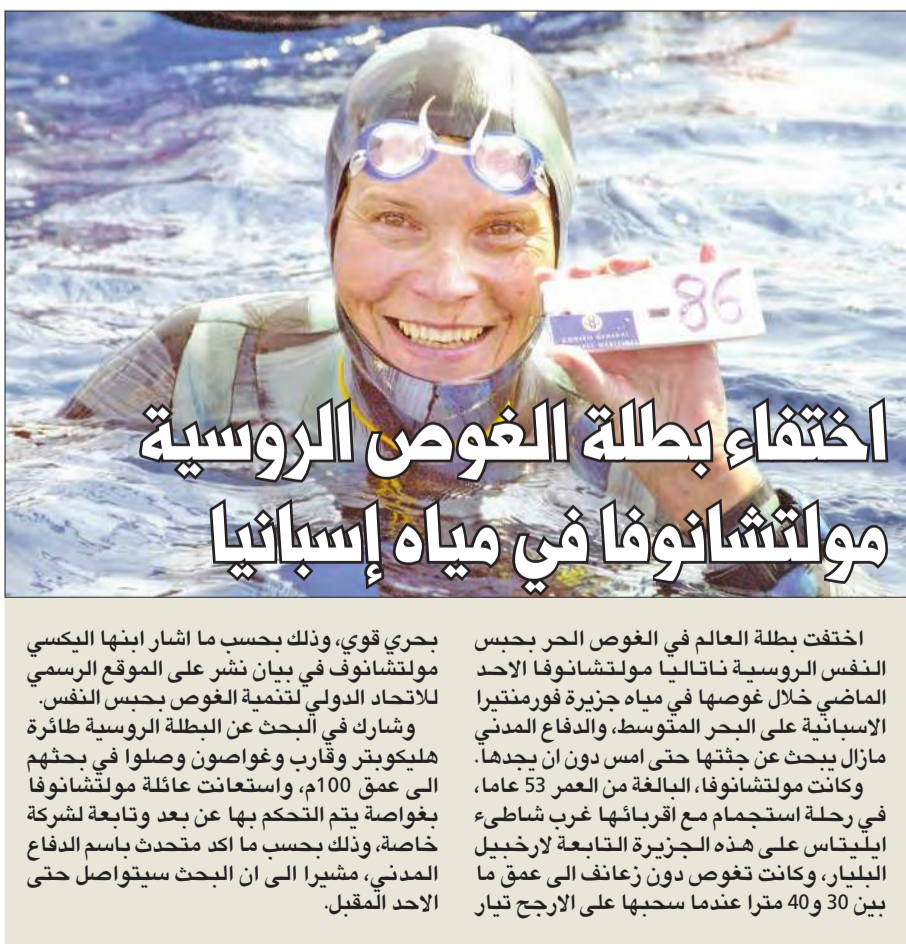 86 -
اختفاء بطلة الغوص الروسية
مولتشانوفا في مياه إسبانيا
اختفت بطلة العالم في الغوص الحر بحبس
النفس الروسية ناتاليا مولتشانوفا الاحد
الماضي خلال غوصها في مياه جزيرة فورمنتيرا
الاسبانية على البحر المتوسط، والدفاع المدني
مازال يبحث عن جثتها حتى امس دون ان يجدها.
وكانت مولتشانوفا، البالغة من العمر 53 عاما،
في رحلة استجمام مع اقربائها غرب شاطىء
ايليتاس على هذه الجزيرة التابعة لارخبيل
البليار، وكانت تغوص دون زعانف الى عمق ما
بين 30 و40 مترا عندما سحبها على الارجح تيار
بحري قوي، وذلك بحسب ما اشار ابنها اليكسي
مولتشانوف في بيان نشر على الموقع الرسمي
للاتحاد الدولي لتنمية الغوص بحبس النفس.
وشارك في البحث عن البطلة الروسية طائرة
هليكوبتر وقارب وغواصون وصلوا في بحثهم
الى عمق 100م، واستعانت عائلة مولتشانوفا
بغواصة يتم التحكم بها عن بعد وتابعة لشركة
خاصة، وذلك بحسب ما اكد متحدث باسم الدفاع
المدني، مشيرا الى ان البحث سيتواصل حتى
الاحد المقبل.